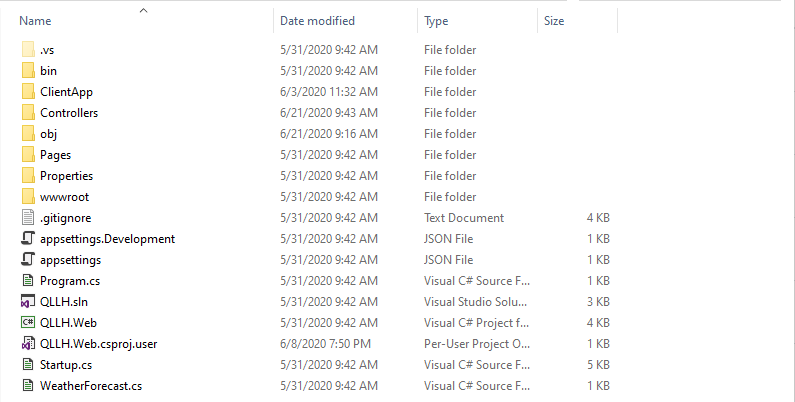 Name Date modified Type Size
.vs 5/31/2020 9:42 AM File folder
bin 5/31/2020 9:42 AM File folder
ClientApp 6/3/2020 11:32 AM File folder
Controllers 6/21/2020 9:43 AM File folder
obj 6/21/2020 9:16 AM File folder
Pages 5/31/2020 9:42 AM File folder
Properties 5/31/2020 9:42 AM File folder
wwwroot 5/31/2020 9:42 AM File folder
.gitignore 5/31/2020 9:42 AM Text Document 4 KB
appsettings.Development 5/31/2020 9:42 AM JSON File 1 KB
appsettings 5/31/2020 9:42 AM JSON File 1 KB
Program.cs 5/31/2020 9:42 AM Visual C# Source F... 1 KB
QLLH.sln 5/31/2020 9:42 AM Visual Studio Solu... 3 KB
C# QLLH.Web 5/31/2020 9:42 AM Visual C# Project f... 4 KB
QLLH.Web.csproj.user 6/8/2020 7:50 PM Per-User Project O... 1 KB
Startup.cs 5/31/2020 9:42 AM Visual C# Source F... 5 KB
WeatherForecast.cs 5/31/2020 9:42 AM Visual C# Source F... 1 KB